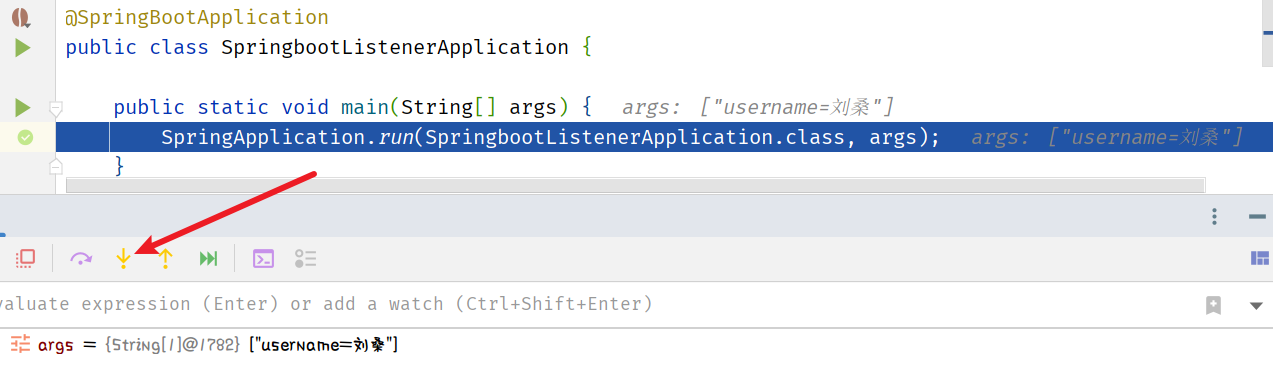 @SpringBootApplication
public class SpringbootListenerApplication {
public static void main(String[] args) { args: ["username=刘桑"]
SpringApplication.run(SpringbootListenerApplication.class, args); args: ["username=刘桑"]
}
valuate expression (Enter) or add a watch (Ctrl+Shift+Enter)
args = {String[1]@1782} ["username=刘桑"]